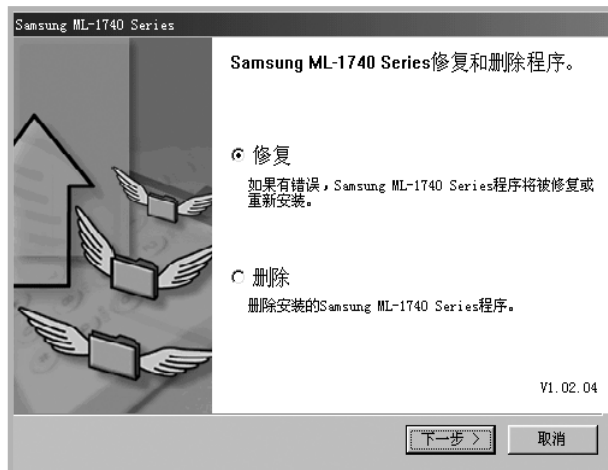 Samsung ML-1740 Series
Samsung ML-1740 Series修复和删除程序。
修复
如果有错误，Samsung ML-1740 Series程序将被修复或
重新安装。
删除
删除安装的Samsung ML-1740 Series程序。
V1.02.04
下一步 >
取消